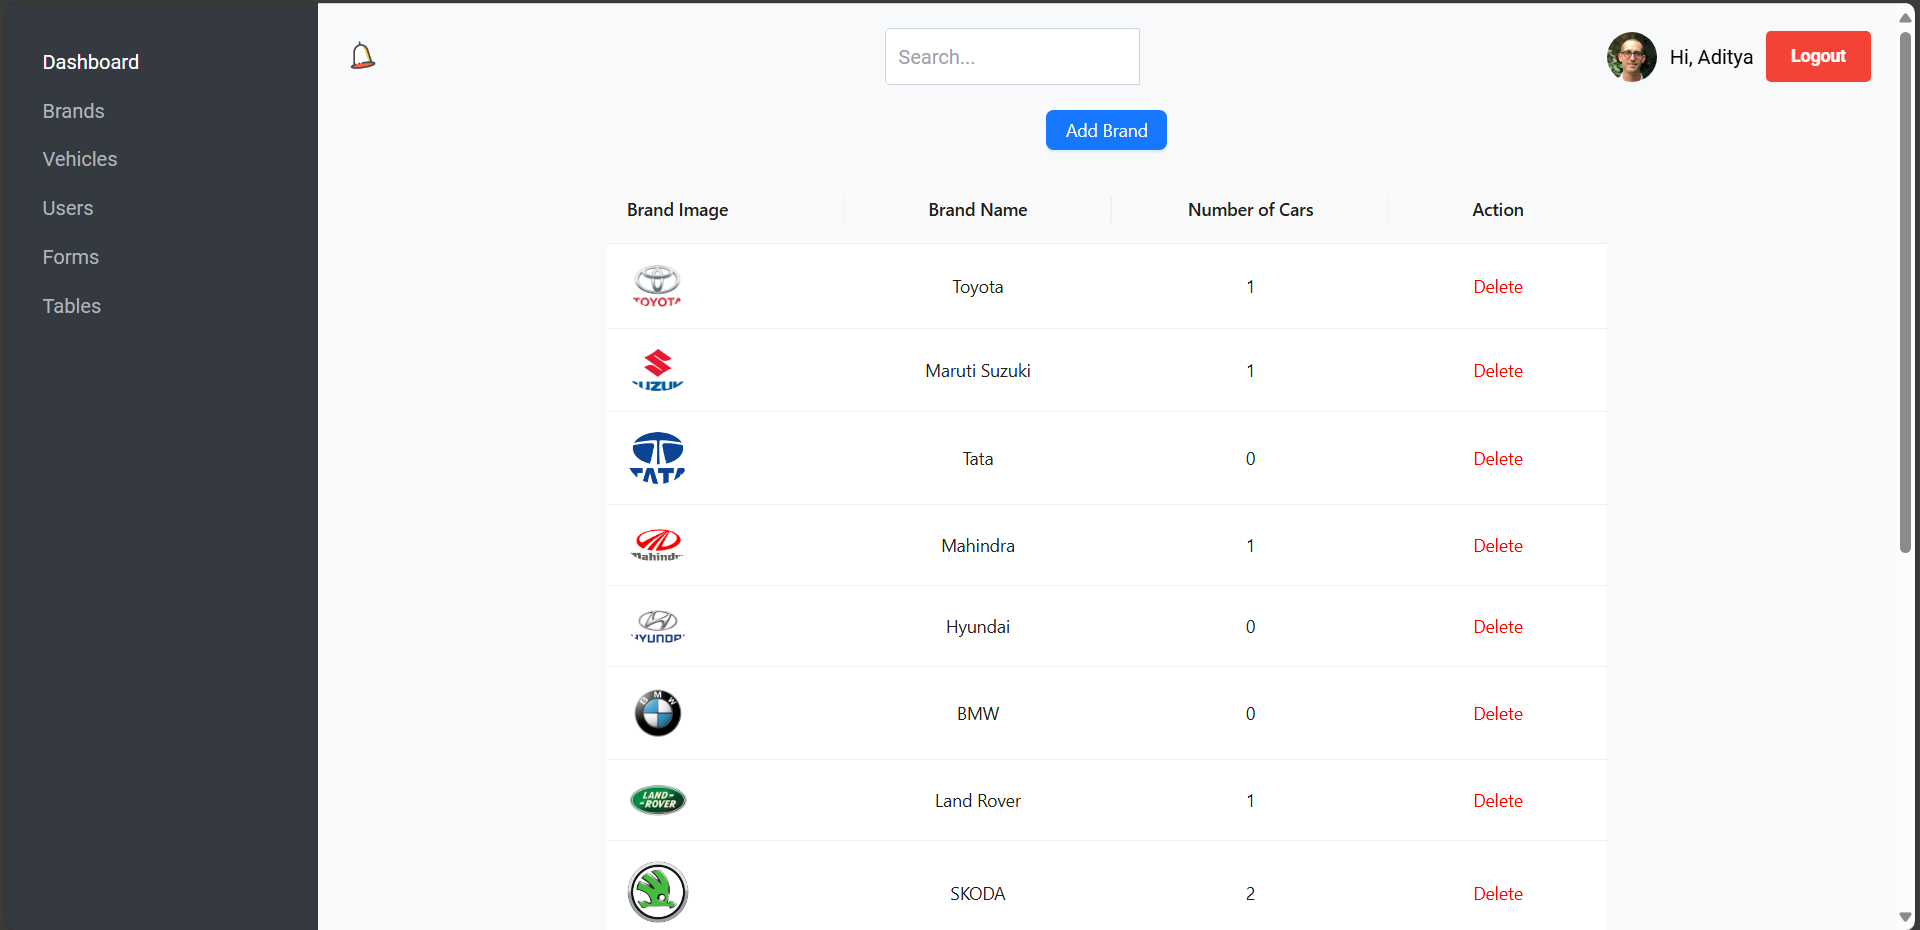 Dashboard
Brands
Vehicles
Users
Forms
Tables
Search...
Hi, Aditya
Logout
Add Brand
Brand Image Brand Name Number of Cars Action
TOYOTA Toyota 1 Delete
SUZUKI Maruti Suzuki 1 Delete
TATA Tata 0 Delete
Mahindra Mahindra 1 Delete
HYUNDAI Hyundai 0 Delete
BMW BMW 0 Delete
LAND-
-ROVER Land Rover 1 Delete
SKODA 2 Delete